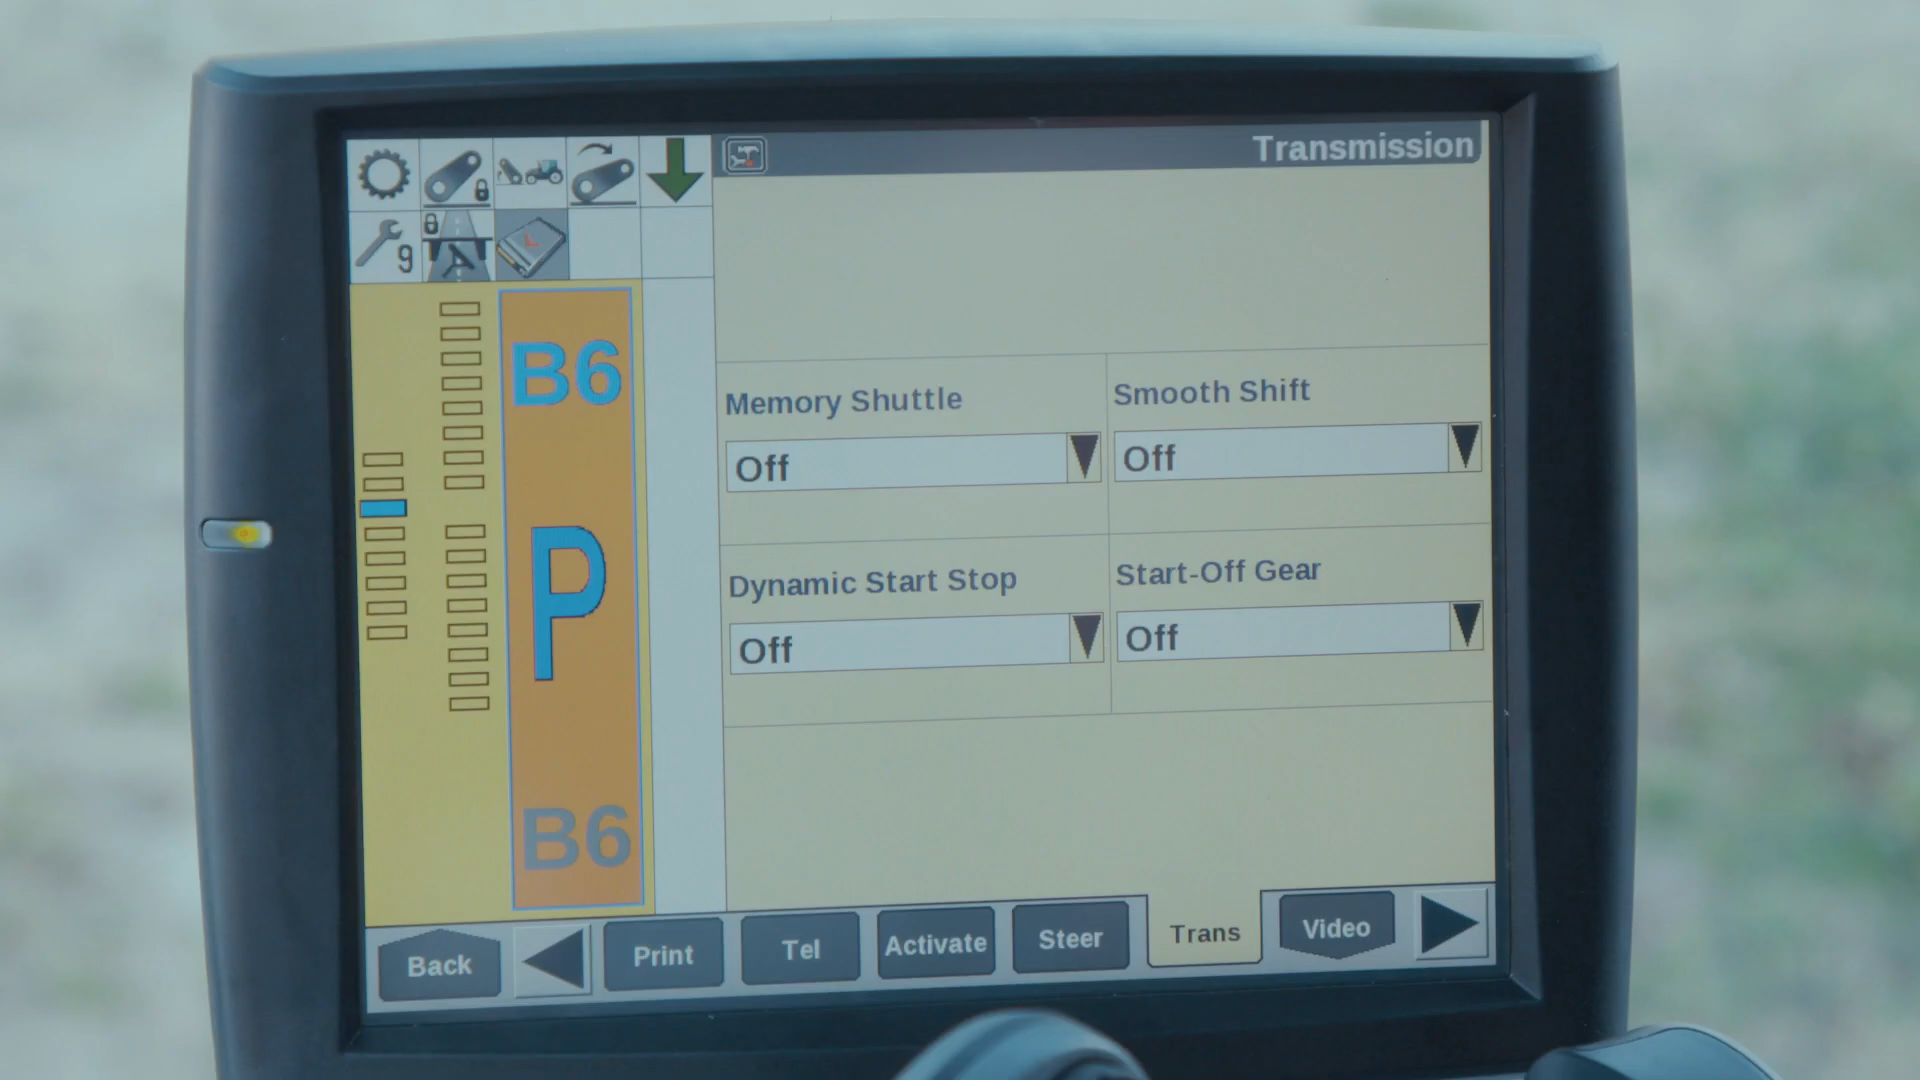 Transmission
9
B6
P
B6
Memory Shuttle
Off
Smooth Shift
Off
Dynamic Start Stop
Off
Start-Off Gear
Off
Back
Print
Tel
Activate
Steer
Trans
Video